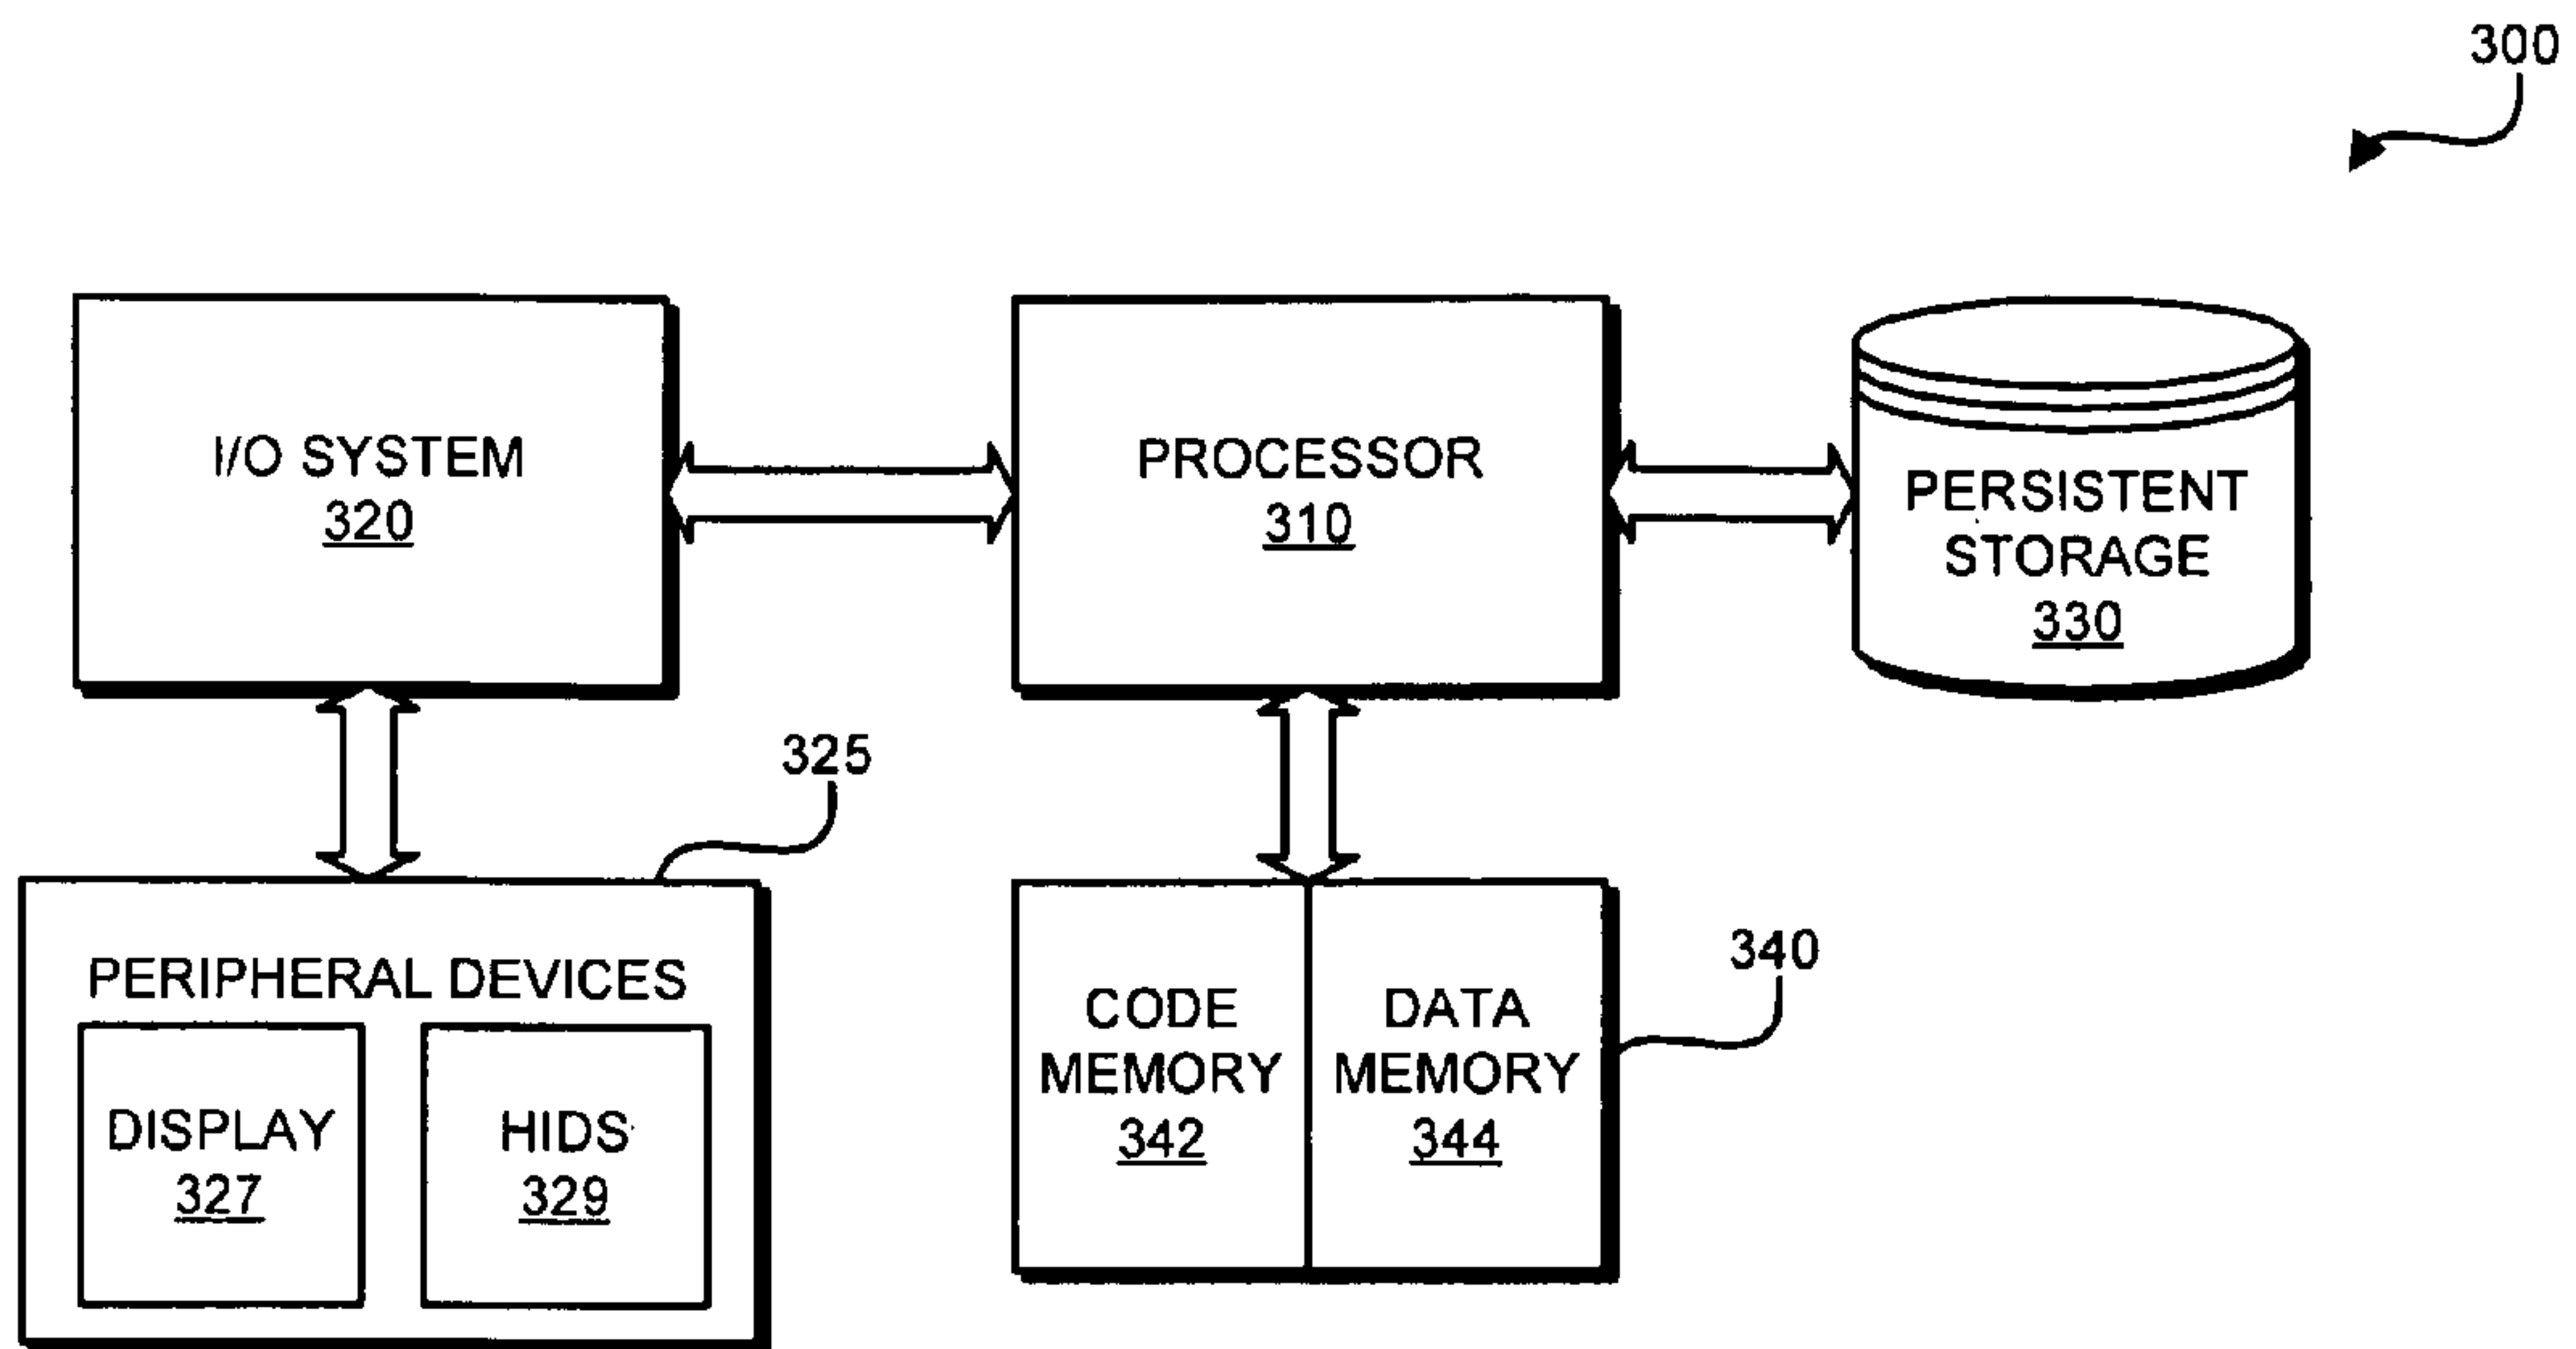 300
I/O SYSTEM
320
PROCESSOR
310
PERSISTENT
STORAGE
330
325
PERIPHERAL DEVICES
DISPLAY
327
HIDS
329
CODE
MEMORY
342
DATA
MEMORY
344
340